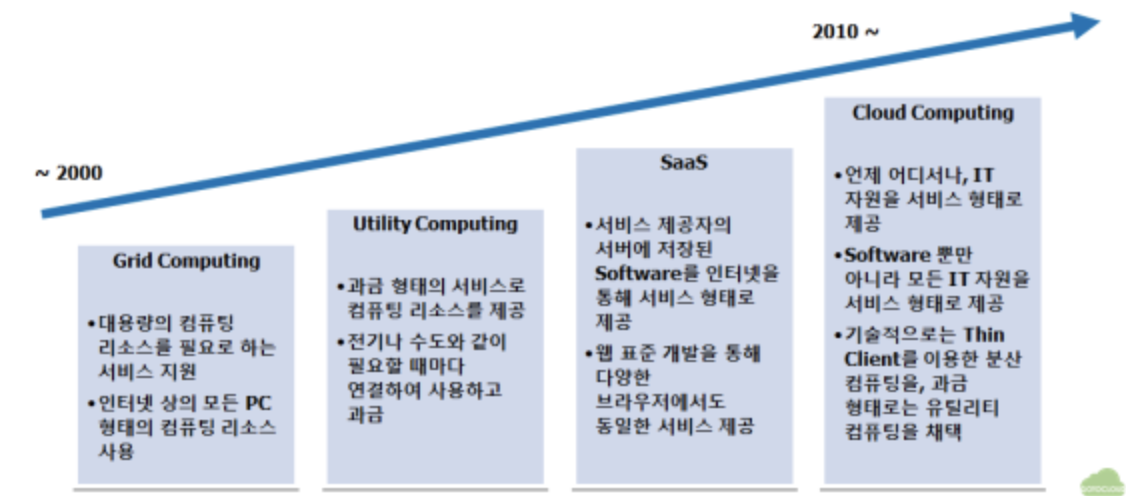 2010 ~
~ 2000
Grid Computing
•대용량의 컴퓨팅
리소스를 필요로 하는
서비스 지원
•인터넷 상의 모든 PC
형태의 컴퓨팅 리소스
사용
Utility Computing
•과금 형태의 서비스로
컴퓨팅 리소스를 제공
•전기나 수도와 같이
필요할 때마다
연결하여 사용하고
과금
SaaS
•서비스 제공자의
서버에 저장된
Software를 인터넷을
통해 서비스 형태로
제공
•웹 표준 개발을 통해
다양한
브라우저에서도
동일한 서비스 제공
Cloud Computing
•언제 어디서나, IT
자원을 서비스 형태로
제공
•Software 뿐만
아니라 모든 IT 자원을
서비스 형태로 제공
•기술적으로는 Thin
Client를 이용한 분산
컴퓨팅을, 과금
형태로는 유틸리티
컴퓨팅을 채택